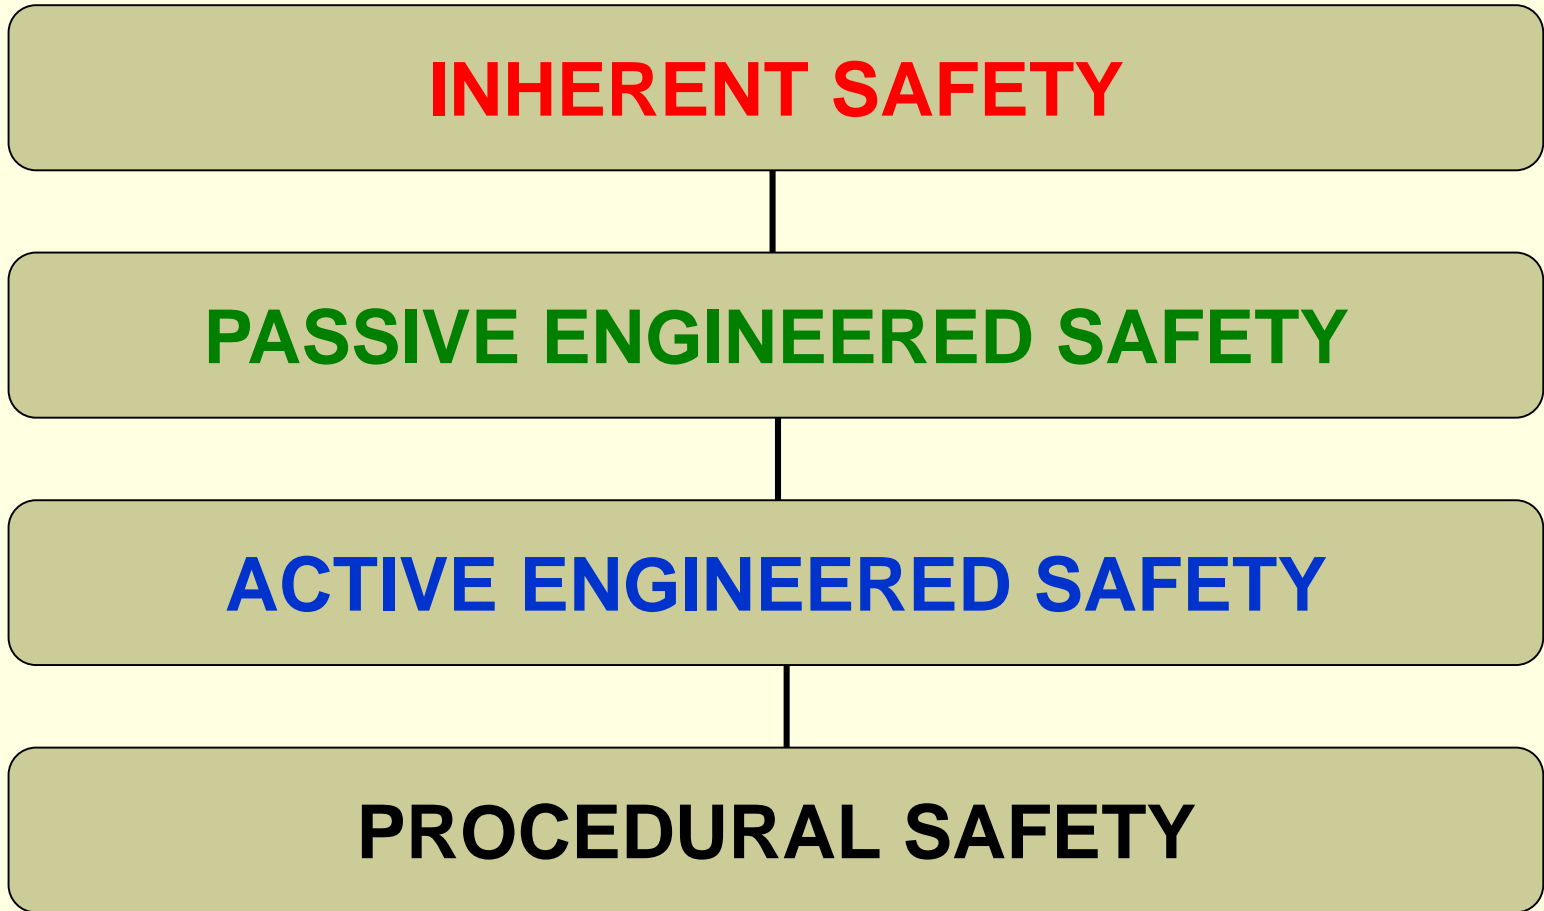 INHERENT SAFETY
PASSIVE ENGINEERED SAFETY
ACTIVE ENGINEERED SAFETY
PROCEDURAL SAFETY